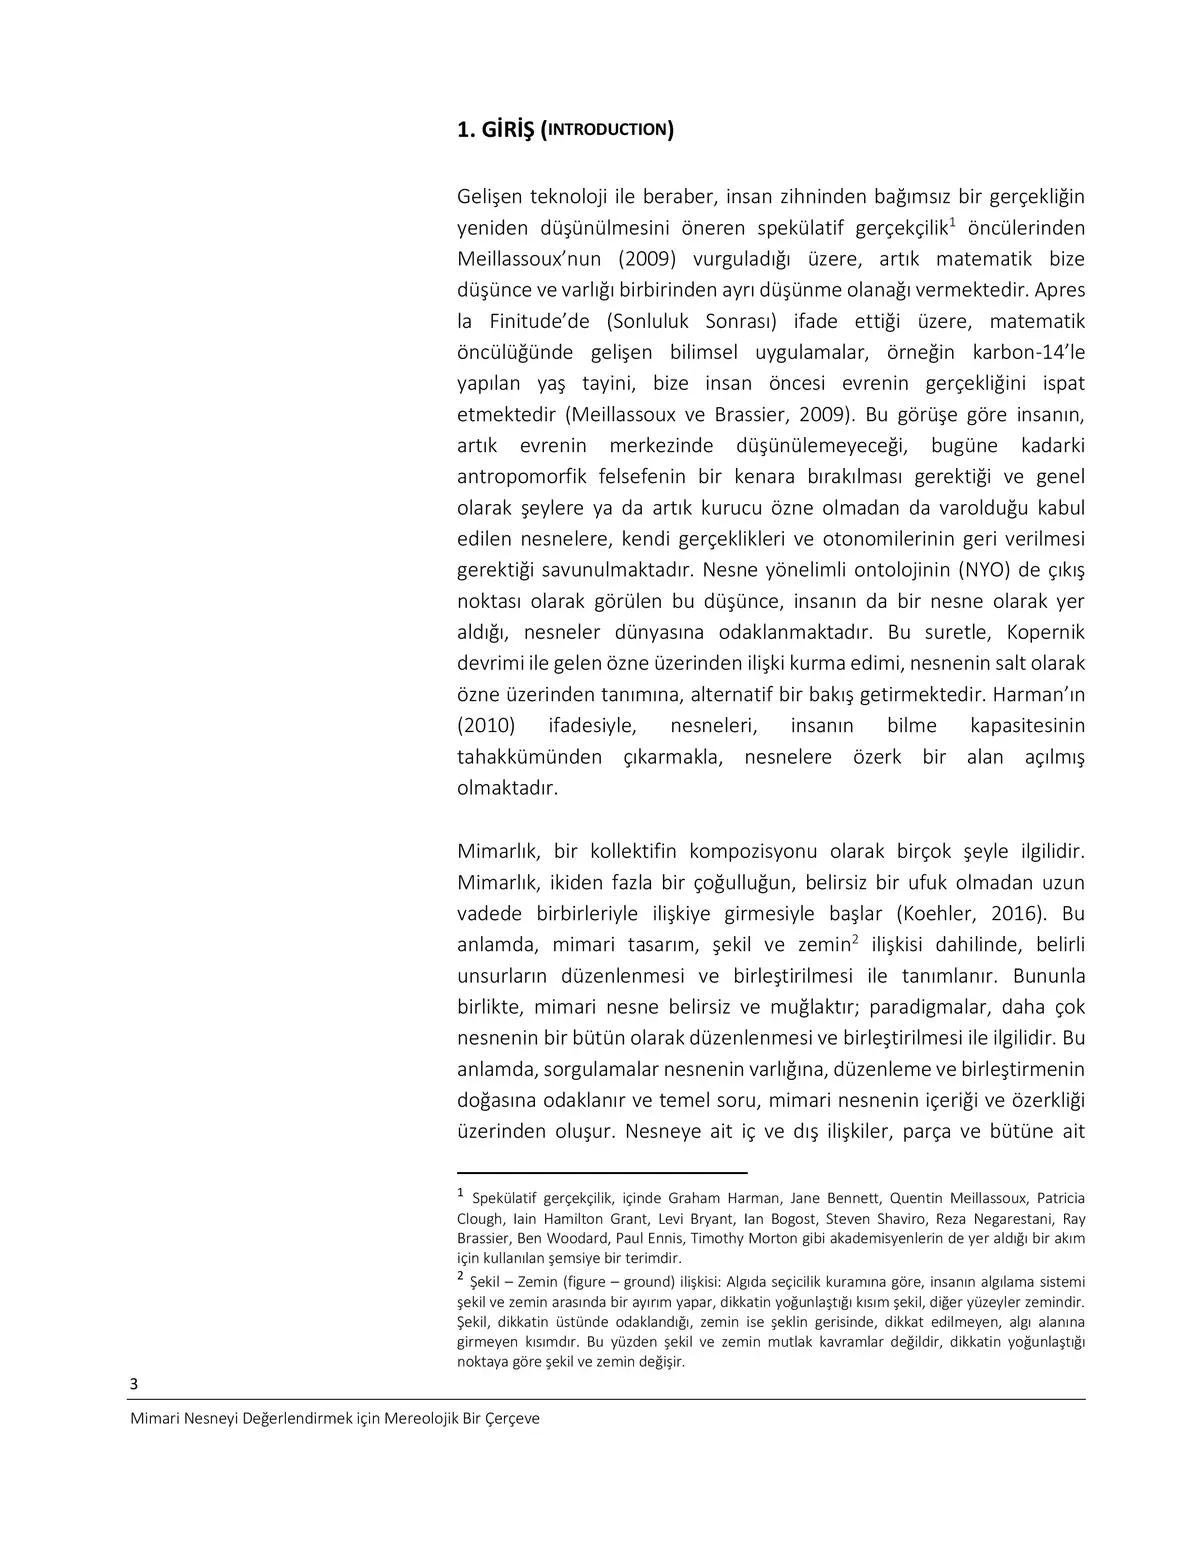 1. GİRİŞ (INTRODUCTION)
Gelişen teknoloji ile beraber, insan zihninden bağımsız bir gerçekliğin
yeniden düşünülmesini öneren spekülatif gerçekçilik1 öncülerinden
Meillassoux’nun (2009) vurguladığı üzere, artık matematik bize
düşünce ve varlığı birbirinden ayrı düşünme olanağı vermektedir. Apres
la Finitude’de (Sonluluk Sonrası) ifade ettiği üzere, matematik
öncülüğünde gelişen bilimsel uygulamalar, örneğin karbon-14’le
yapılan yaş tayini, bize insan öncesi evrenin gerçekliğini ispat
etmektedir (Meillassoux ve Brassier, 2009). Bu görüşe göre insanın,
artık evrenin merkezinde düşünülemeyeceği, bugüne kadarki
antropomorfik felsefenin bir kenara bırakılması gerektiği ve genel
olarak şeylere ya da artık kurucu özne olmadan da varolduğu kabul
edilen nesnelere, kendi gerçeklikleri ve otonomilerinin geri verilmesi
gerektiği savunulmaktadır. Nesne yönelimli ontolojinin (NYO) de çıkış
noktası olarak görülen bu düşünce, insanın da bir nesne olarak yer
aldığı, nesneler dünyasına odaklanmaktadır. Bu suretle, Kopernik
devrimi ile gelen özne üzerinden ilişki kurma edimi, nesnenin salt olarak
özne üzerinden tanımına, alternatif bir bakış getirmektedir. Harman’ın
(2010) ifadesiyle, nesneleri, insanın bilme kapasitesinin
tahakkümünden çıkarmakla, nesnelere özerk bir alan açılmış
olmaktadır.
Mimarlık, bir kollektifin kompozisyonu olarak birçok şeyle ilgilidir.
Mimarlık, ikiden fazla bir çoğulluğun, belirsiz bir ufuk olmadan uzun
vadede birbirleriyle ilişkiye girmesiyle başlar (Koehler, 2016). Bu
anlamda, mimari tasarım, şekil ve zemin2 ilişkisi dahilinde, belirli
unsurların düzenlenmesi ve birleştirilmesi ile tanımlanır. Bununla
birlikte, mimari nesne belirsiz ve muğlaktır; paradigmalar, daha çok
nesnenin bir bütün olarak düzenlenmesi ve birleştirilmesi ile ilgilidir. Bu
anlamda, sorgulamalar nesnenin varlığına, düzenleme ve birleştirmenin
doğasına odaklanır ve temel soru, mimari nesnenin içeriği ve özerkliği
üzerinden oluşur. Nesneye ait iç ve dış ilişkiler, parça ve bütüne ait
1 Spekülatif gerçekçilik, içinde Graham Harman, Jane Bennett, Quentin Meillassoux, Patricia
Clough, Iain Hamilton Grant, Levi Bryant, Ian Bogost, Steven Shaviro, Reza Negarestani, Ray
Brassier, Ben Woodard, Paul Ennis, Timothy Morton gibi akademisyenlerin de yer aldığı bir akım
için kullanılan şemsiye bir terimdir.
2 Şekil – Zemin (figure – ground) ilişkisi: Algıda seçicilik kuramına göre, insanın algılama sistemi
şekil ve zemin arasında bir ayırım yapar, dikkatin yoğunlaştığı kısım şekil, diğer yüzeyler zemindir.
Şekil, dikkatin üstünde odaklandığı, zemin ise şeklin gerisinde, dikkat edilmeyen, algı alanına
girmeyen kısımdır. Bu yüzden şekil ve zemin mutlak kavramlar değildir, dikkatin yoğunlaştığı
noktaya göre şekil ve zemin değişir.
3
Mimari Nesneyi Değerlendirmek için Mereolojik Bir Çerçeve